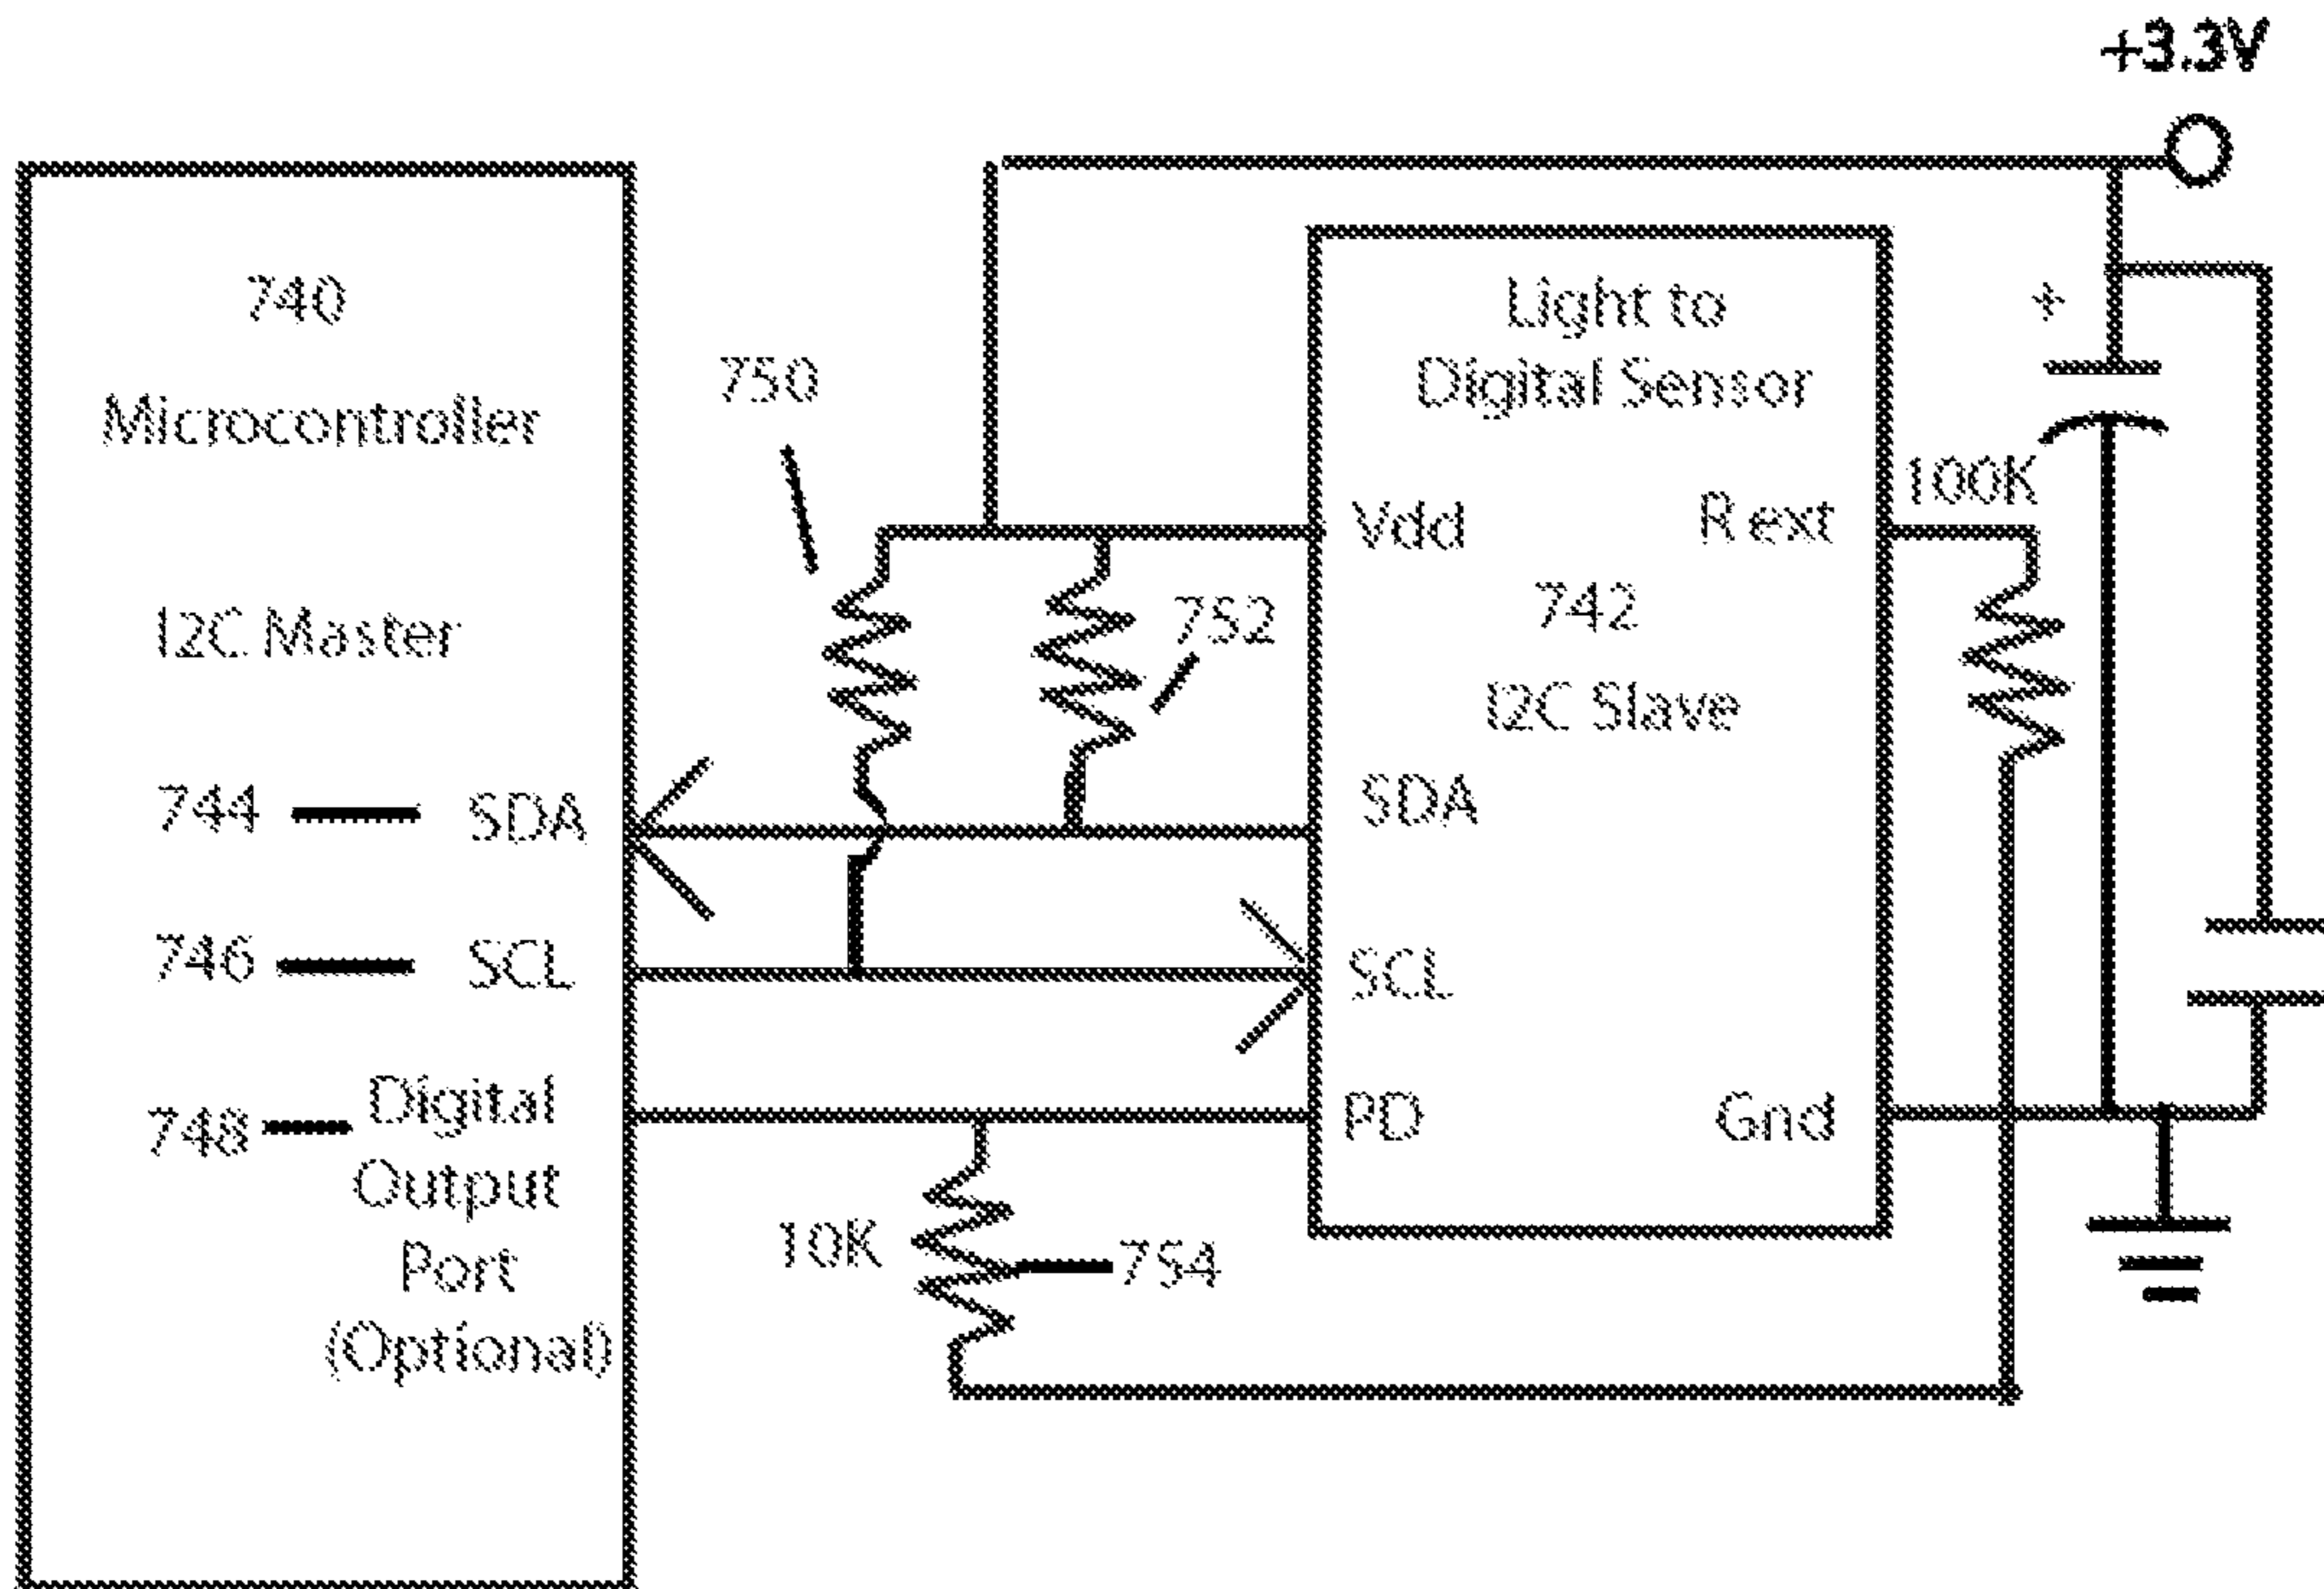 +3.3V
740
Microcontroller
I2C Master
744
SDA
746
SCL
748
Digital
Output
Port
(Optional)
750
752
10K
754
Light to
Digital Sensor
Vdd
R ext
742
I2C Slave
SDA
SCL
PD
Gnd
100K
+